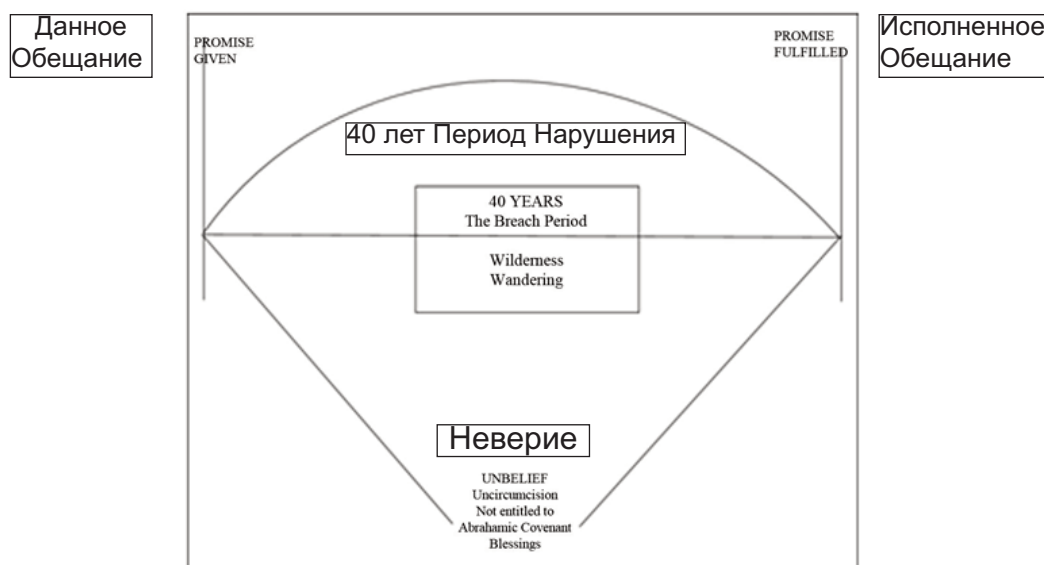 Данное
Обещание
PROMISE
GIVEN
PROMISE
FULFILLED
Исполненное
Обещание
40 лет Период Нарушения
40 YEARS
The Breach Period
Wilderness
Wandering
Неверие
UNBELIEF
Uncircumcision
Not entitled to
Abrahamic Covenant
Blessings